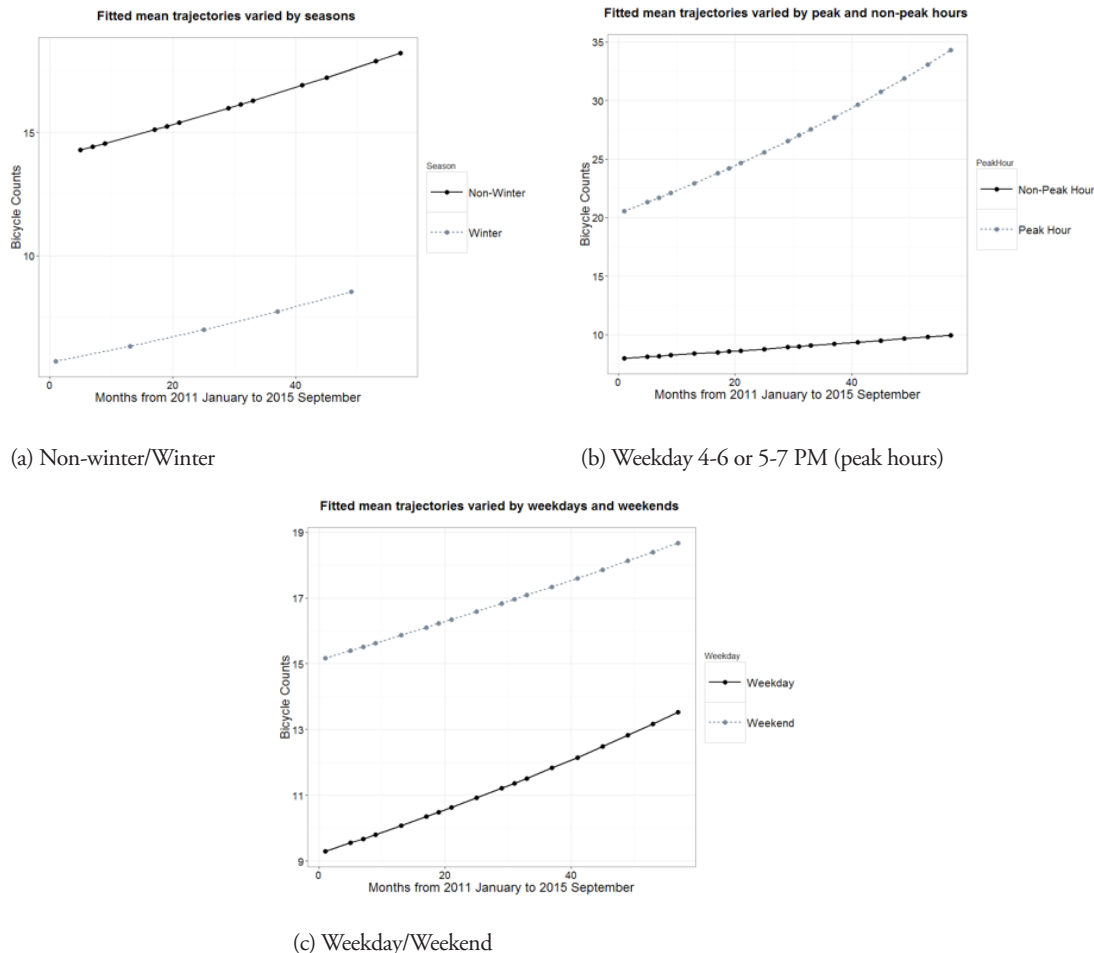 Fitted mean trajectories varied by seasons
15
10
Bicycle Counts
0
20
40
Months from 2011 January to 2015 September
Season
Non-Winter
Winter
(a) Non-winter/Winter
Fitted mean trajectories varied by peak and non-peak hours
35
30
25
20
15
10
Bicycle Counts
0
20
40
Months from 2011 January to 2015 September
PeakHour
Non-Peak Hour
Peak Hour
(b) Weekday 4-6 or 5-7 PM (peak hours)
Fitted mean trajectories varied by weekdays and weekends
19
17
15
13
11
9
Bicycle Counts
0
20
40
Months from 2011 January to 2015 September
Weekday
Weekday
Weekend
(c) Weekday/Weekend